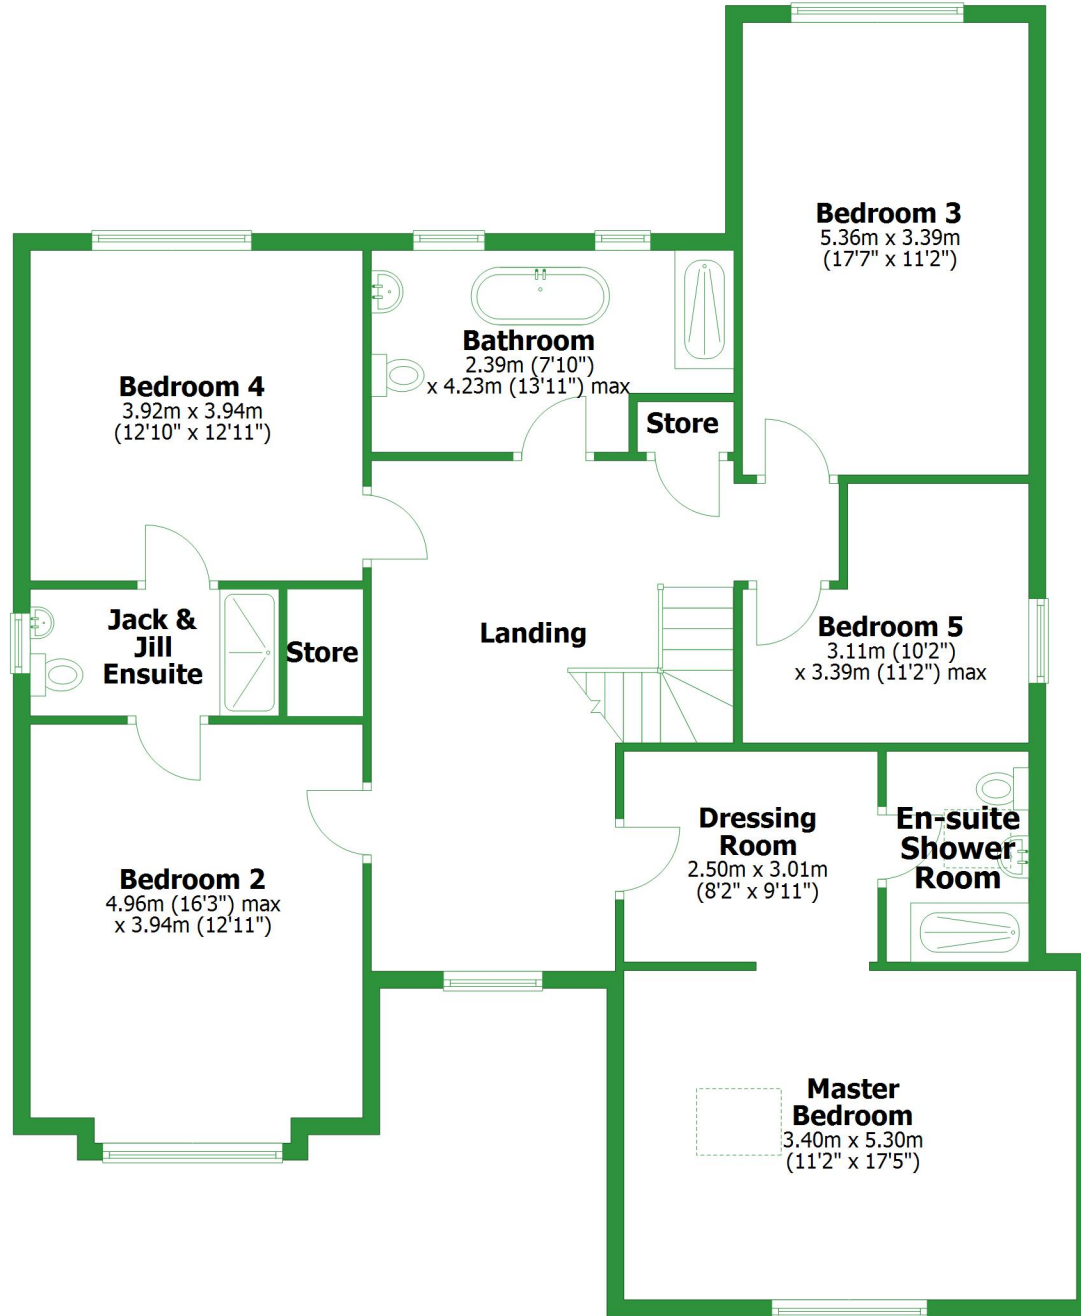 Bedroom 3
5.36m x 3.39m
(17'7" x 11'2")
Bathroom
2.39m (7'10")
x 4.23m (13'11") max
Bedroom 4
3.92m x 3.94m
(12'10" x 12'11")
Store
Jack &
Jill
Ensuite
Store
Landing
Bedroom 5
3.11m (10'2")
x 3.39m (11'2") max
Dressing
Room
2.50m x 3.01m
(8'2" x 9'11")
En-suite
Shower
Room
Bedroom 2
4.96m (16'3") max
x 3.94m (12'11")
Master
Bedroom
3.40m x 5.30m
(11'2" x 17'5")